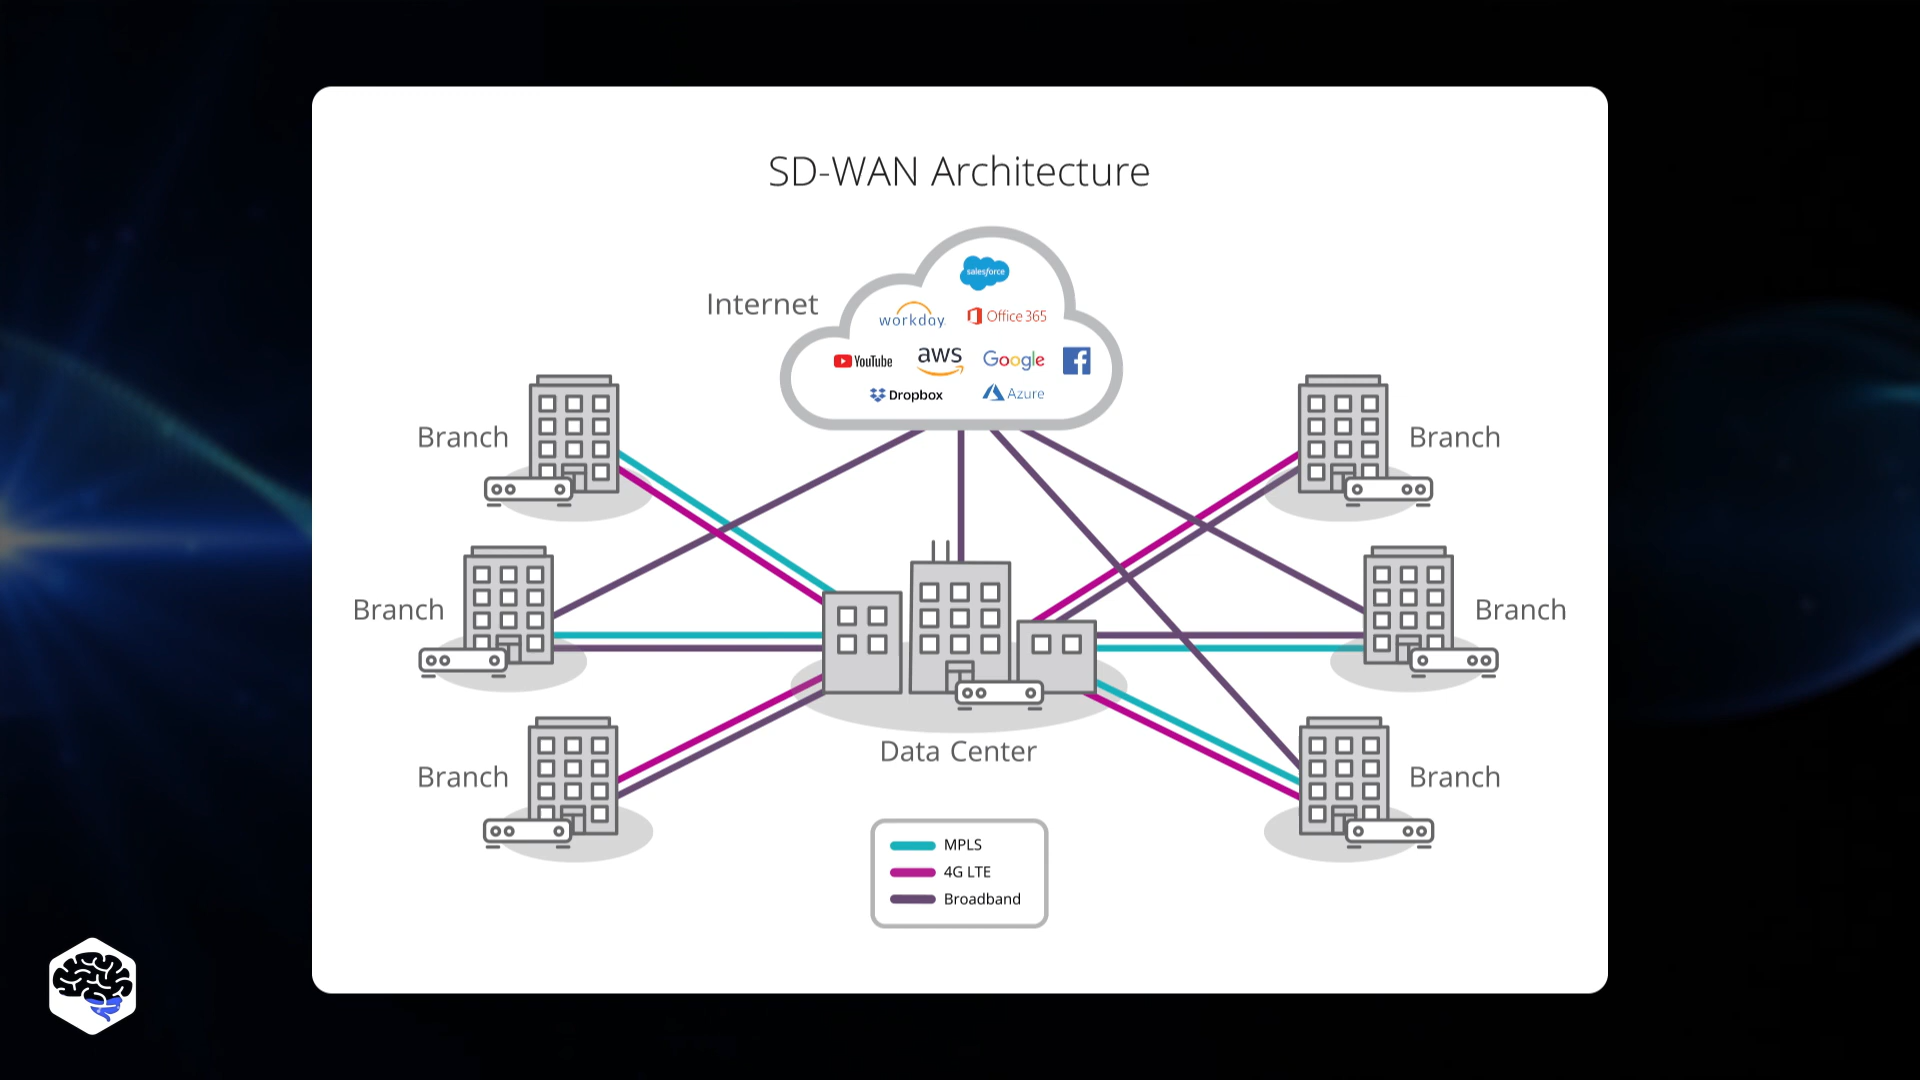 SD-WAN Architecture
Internet
salesforce
workday
Office 365
YouTube
aws
Google
Dropbox
Azure
Branch
Branch
Branch
Branch
Branch
Branch
Data Center
MPLS
4G LTE
Broadband